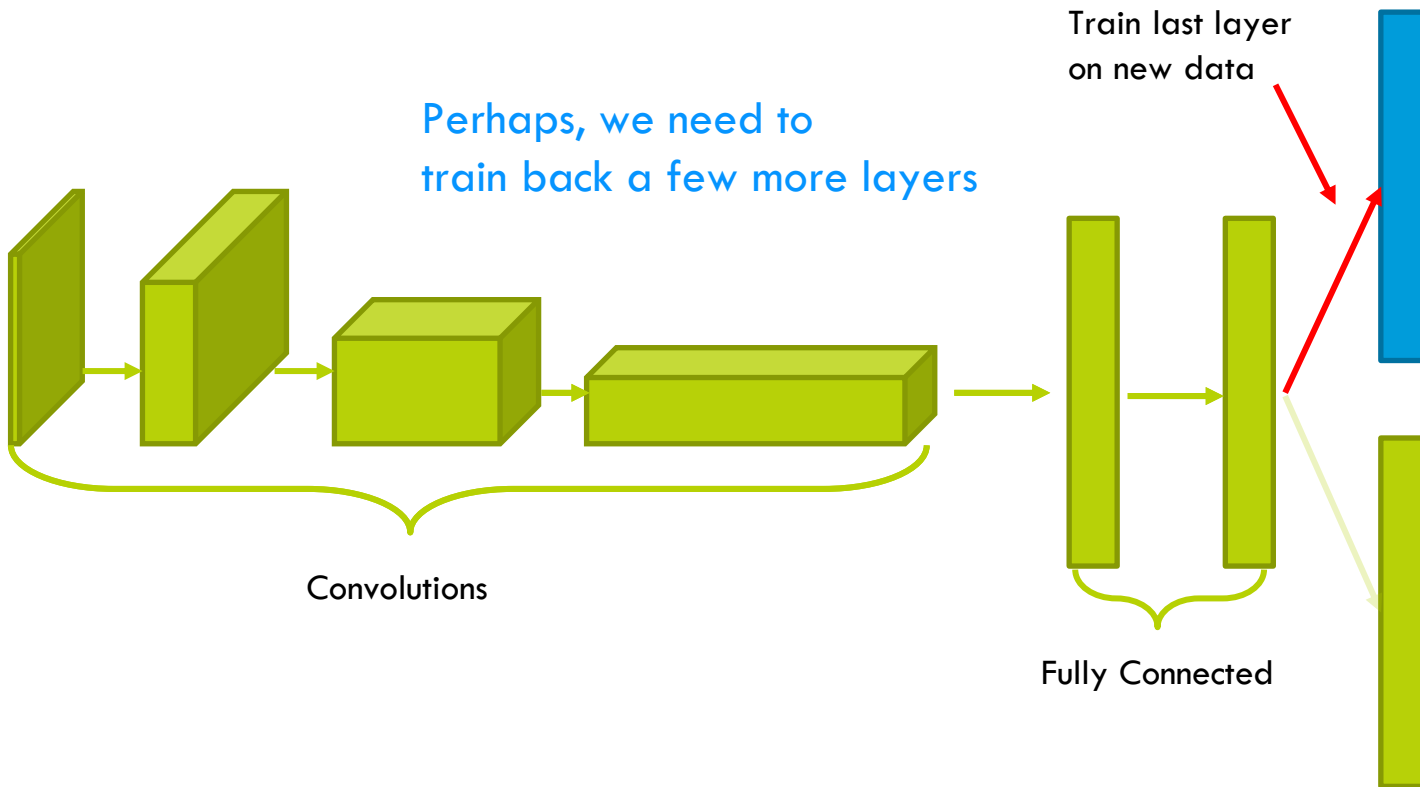 Train last layer
on new data
Perhaps, we need to
train back a few more layers
Convolutions
Fully Connected